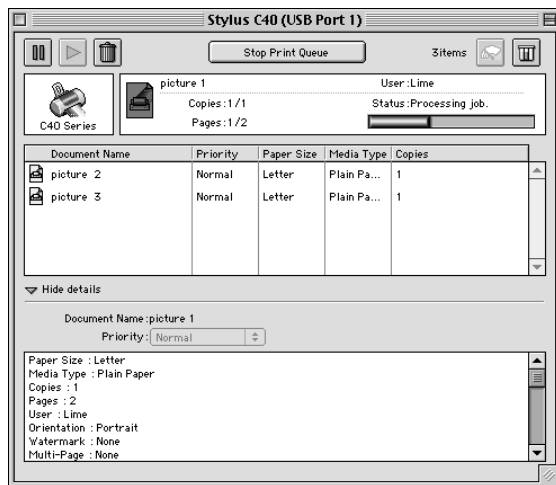 Stylus C40 (USB Port 1)
Stop Print Queue
3items
C40 Series
picture 1
User :Lime
Copies :1/1
Status :Processing job.
Pages :1/2
Document Name Priority Paper Size Media Type Copies
picture 2 Normal Letter Plain Pa... 1
picture 3 Normal Letter Plain Pa... 1
Hide details
Document Name :picture 1
Priority : Normal
Paper Size : Letter
Media Type : Plain Paper
Copies : 1
Pages : 2
User : Lime
Orientation : Portrait
Watermark : None
Multi-Page : None